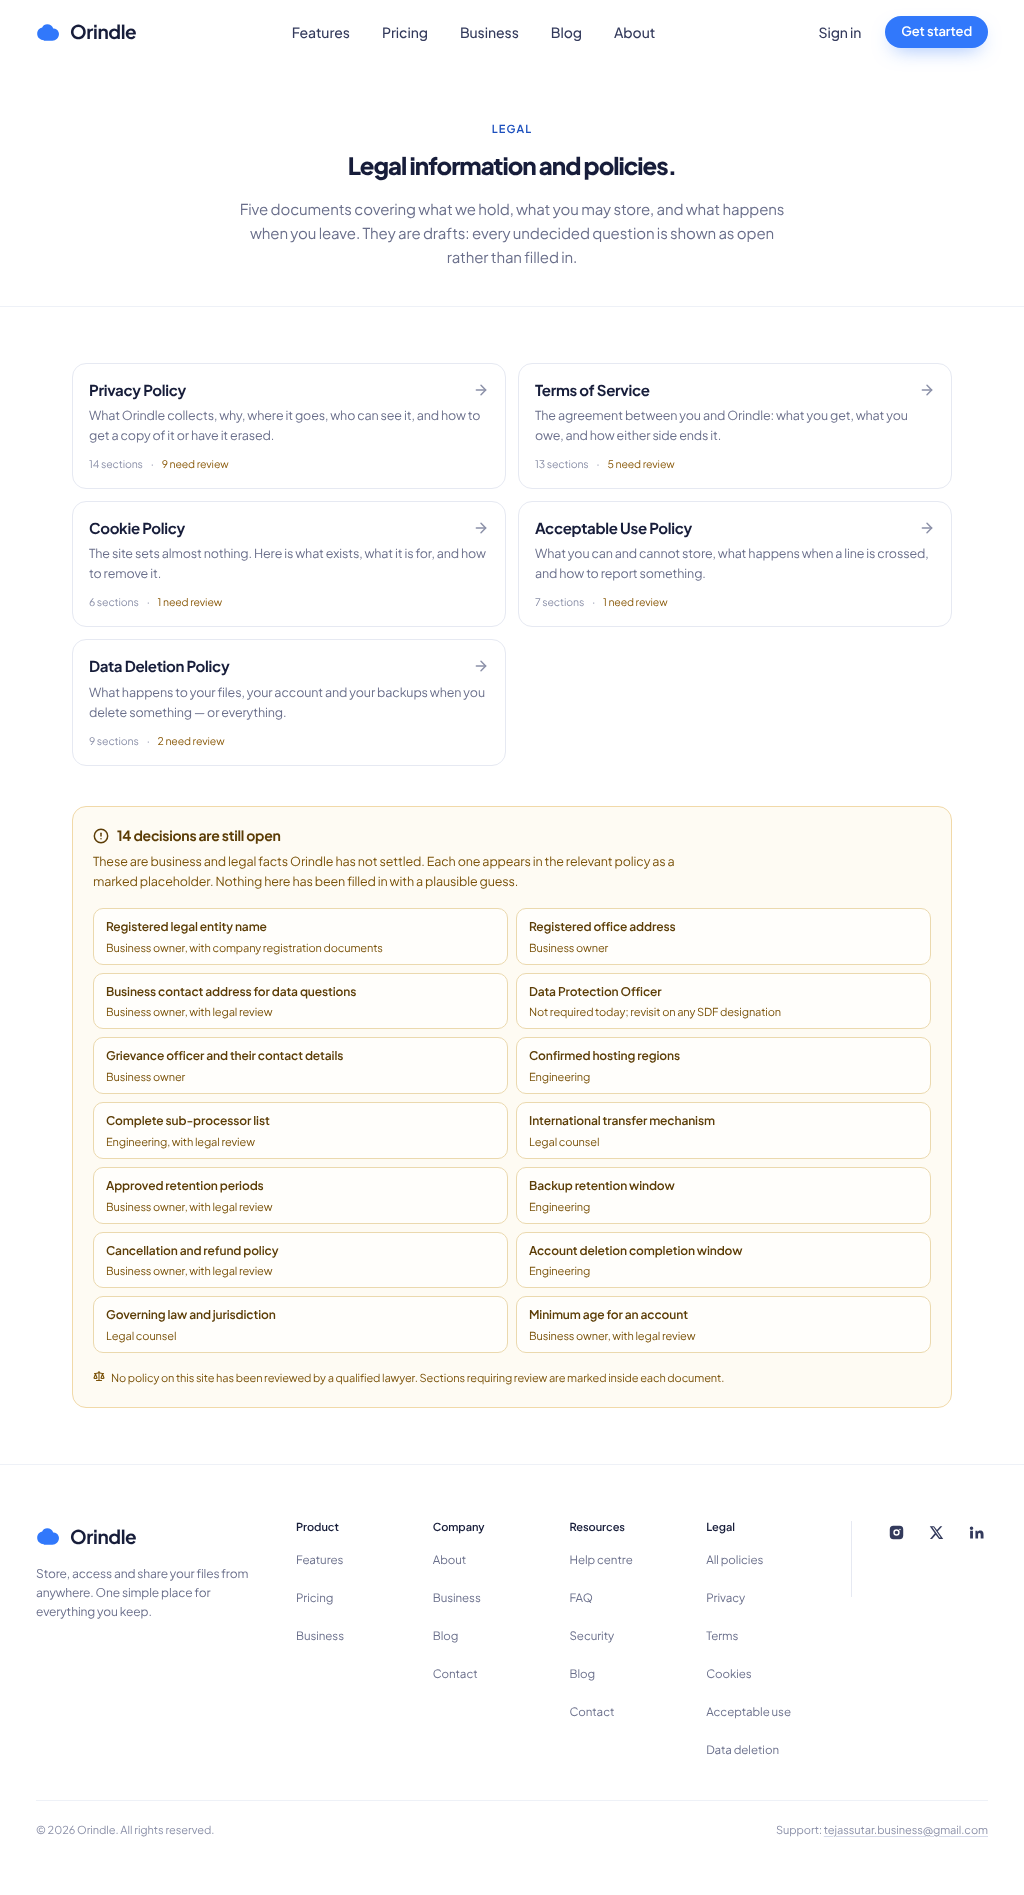 Orindle
Features
Pricing
Business
Blog
About
Sign in
Get started
LEGAL
Legal information and policies.
Five documents covering what we hold, what you may store, and what happens
when you leave. They are drafts: every undecided question is shown as open
rather than filled in.
Privacy Policy
What Orindle collects, why, where it goes, who can see it, and how to
get a copy of it or have it erased.
14 sections · 9 need review
Terms of Service
The agreement between you and Orindle: what you get, what you
owe, and how either side ends it.
13 sections · 5 need review
Cookie Policy
The site sets almost nothing. Here is what exists, what it is for, and how
to remove it.
6 sections · 1 need review
Acceptable Use Policy
What you can and cannot store, what happens when a line is crossed,
and how to report something.
7 sections · 1 need review
Data Deletion Policy
What happens to your files, your account and your backups when you
delete something — or everything.
9 sections · 2 need review
14 decisions are still open
These are business and legal facts Orindle has not settled. Each one appears in the relevant policy as a
marked placeholder. Nothing here has been filled in with a plausible guess.
Registered legal entity name
Business owner, with company registration documents
Registered office address
Business owner
Business contact address for data questions
Business owner, with legal review
Data Protection Officer
Not required today; revisit on any SDF designation
Grievance officer and their contact details
Business owner
Confirmed hosting regions
Engineering
Complete sub-processor list
Engineering, with legal review
International transfer mechanism
Legal counsel
Approved retention periods
Business owner, with legal review
Backup retention window
Engineering
Cancellation and refund policy
Business owner, with legal review
Account deletion completion window
Engineering
Governing law and jurisdiction
Legal counsel
Minimum age for an account
Business owner, with legal review
No policy on this site has been reviewed by a qualified lawyer. Sections requiring review are marked inside each document.
Orindle
Store, access and share your files from
anywhere. One simple place for
everything you keep.
Product
Features
Pricing
Business
Company
About
Business
Blog
Contact
Resources
Help centre
FAQ
Security
Blog
Contact
Legal
All policies
Privacy
Terms
Cookies
Acceptable use
Data deletion
© 2026 Orindle. All rights reserved.
Support: tejassutar.business@gmail.com